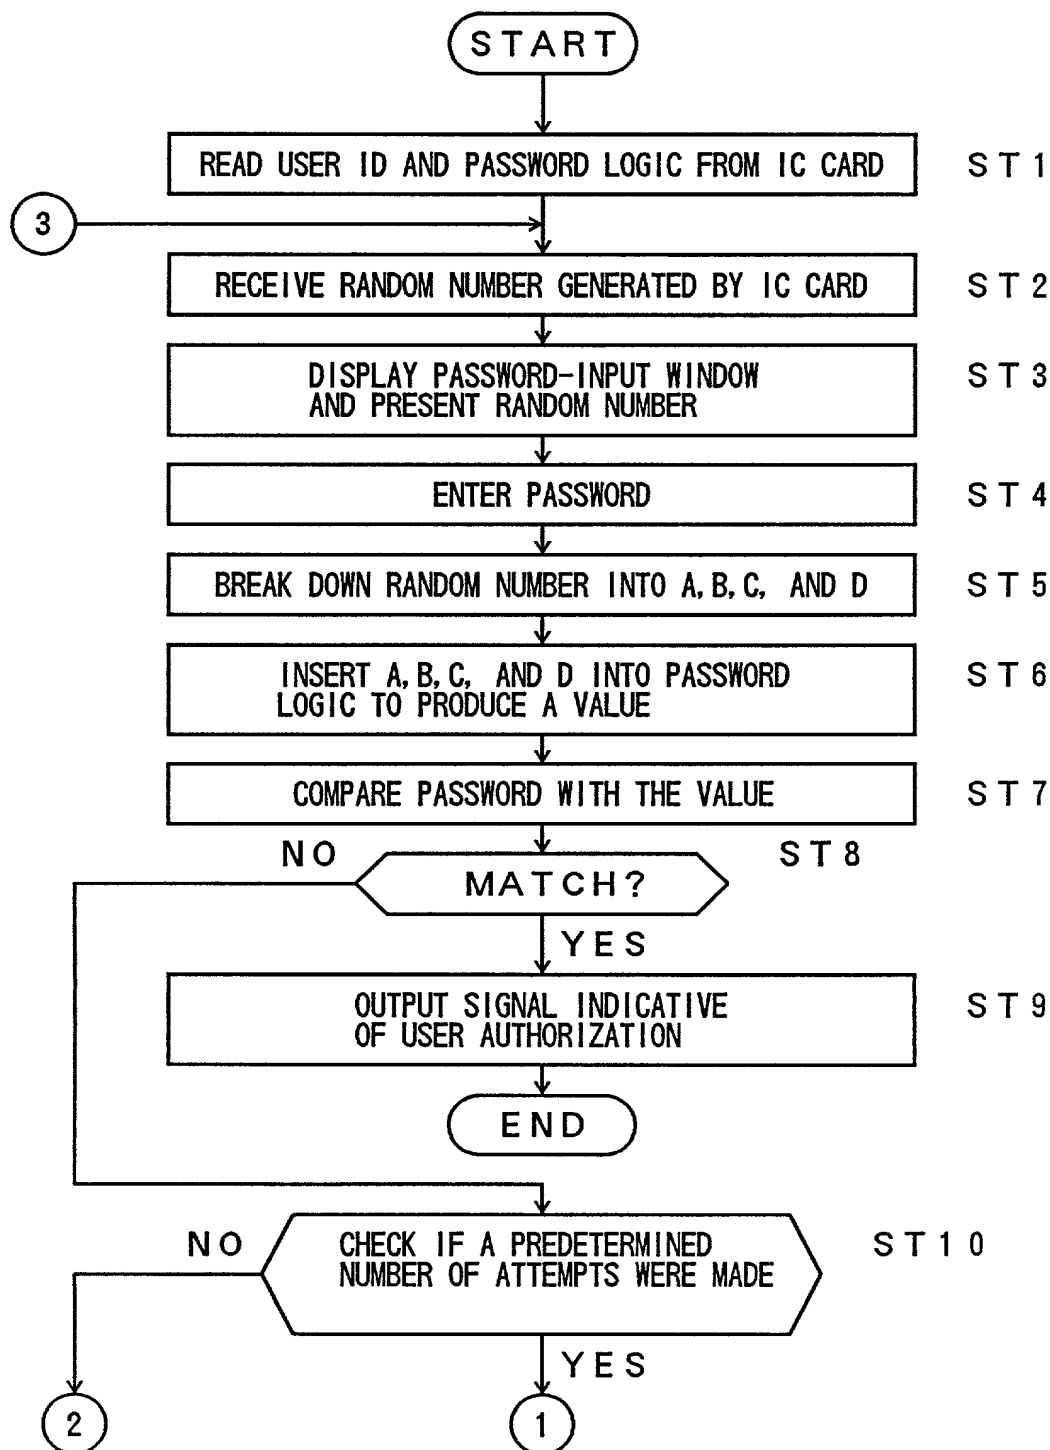 START
READ USER ID AND PASSWORD LOGIC FROM IC CARD
ST1
3
RECEIVE RANDOM NUMBER GENERATED BY IC CARD
ST2
DISPLAY PASSWORD-INPUT WINDOW
AND PRESENT RANDOM NUMBER
ST3
ENTER PASSWORD
ST4
BREAK DOWN RANDOM NUMBER INTO A, B, C, AND D
ST5
INSERT A, B, C, AND D INTO PASSWORD
LOGIC TO PRODUCE A VALUE
ST6
COMPARE PASSWORD WITH THE VALUE
ST7
NO
MATCH?
ST8
YES
OUTPUT SIGNAL INDICATIVE
OF USER AUTHORIZATION
ST9
END
NO
CHECK IF A PREDETERMINED
NUMBER OF ATTEMPTS WERE MADE
ST10
YES
2
1